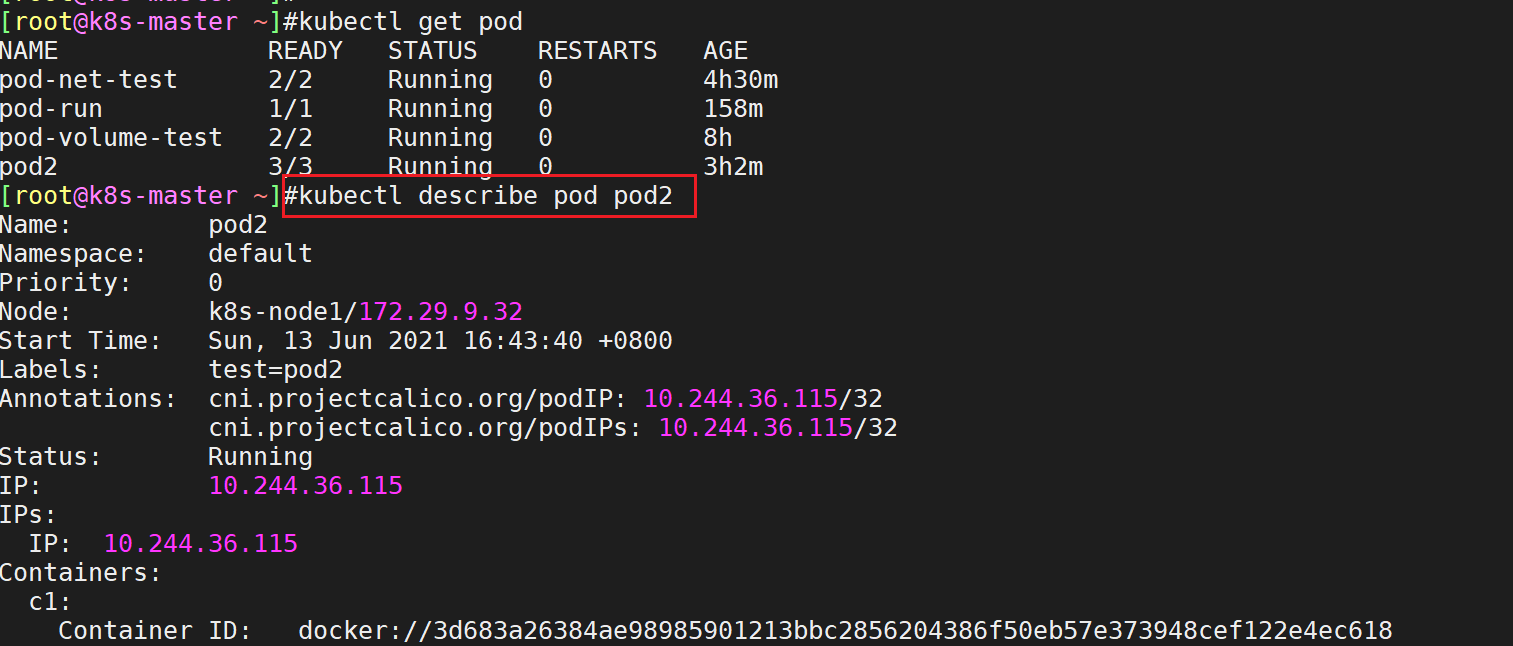 [root@k8s-master ~]#kubectl get pod
NAME              READY   STATUS    RESTARTS   AGE
pod-net-test      2/2     Running   0          4h30m
pod-run           1/1     Running   0          158m
pod-volume-test   2/2     Running   0          8h
pod2              3/3     Running   0          3h2m
[root@k8s-master ~]#kubectl describe pod pod2
Name:         pod2
Namespace:    default
Priority:     0
Node:         k8s-node1/172.29.9.32
Start Time:   Sun, 13 Jun 2021 16:43:40 +0800
Labels:       test=pod2
Annotations:  cni.projectcalico.org/podIP: 10.244.36.115/32
              cni.projectcalico.org/podIPs: 10.244.36.115/32
Status:       Running
IP:           10.244.36.115
IPs:
  IP:  10.244.36.115
Containers:
  c1:
    Container ID:   docker://3d683a26384ae98985901213bbc2856204386f50eb57e373948cef122e4ec618